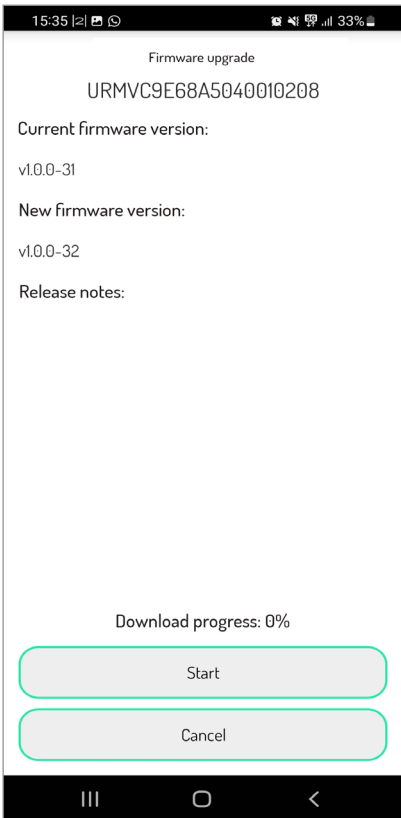 15:35 |2| 33%
Firmware upgrade
URMVC9E68A5040010208
Current firmware version:
v1.0.0-31
New firmware version:
v1.0.0-32
Release notes:
Download progress: 0%
Start
Cancel